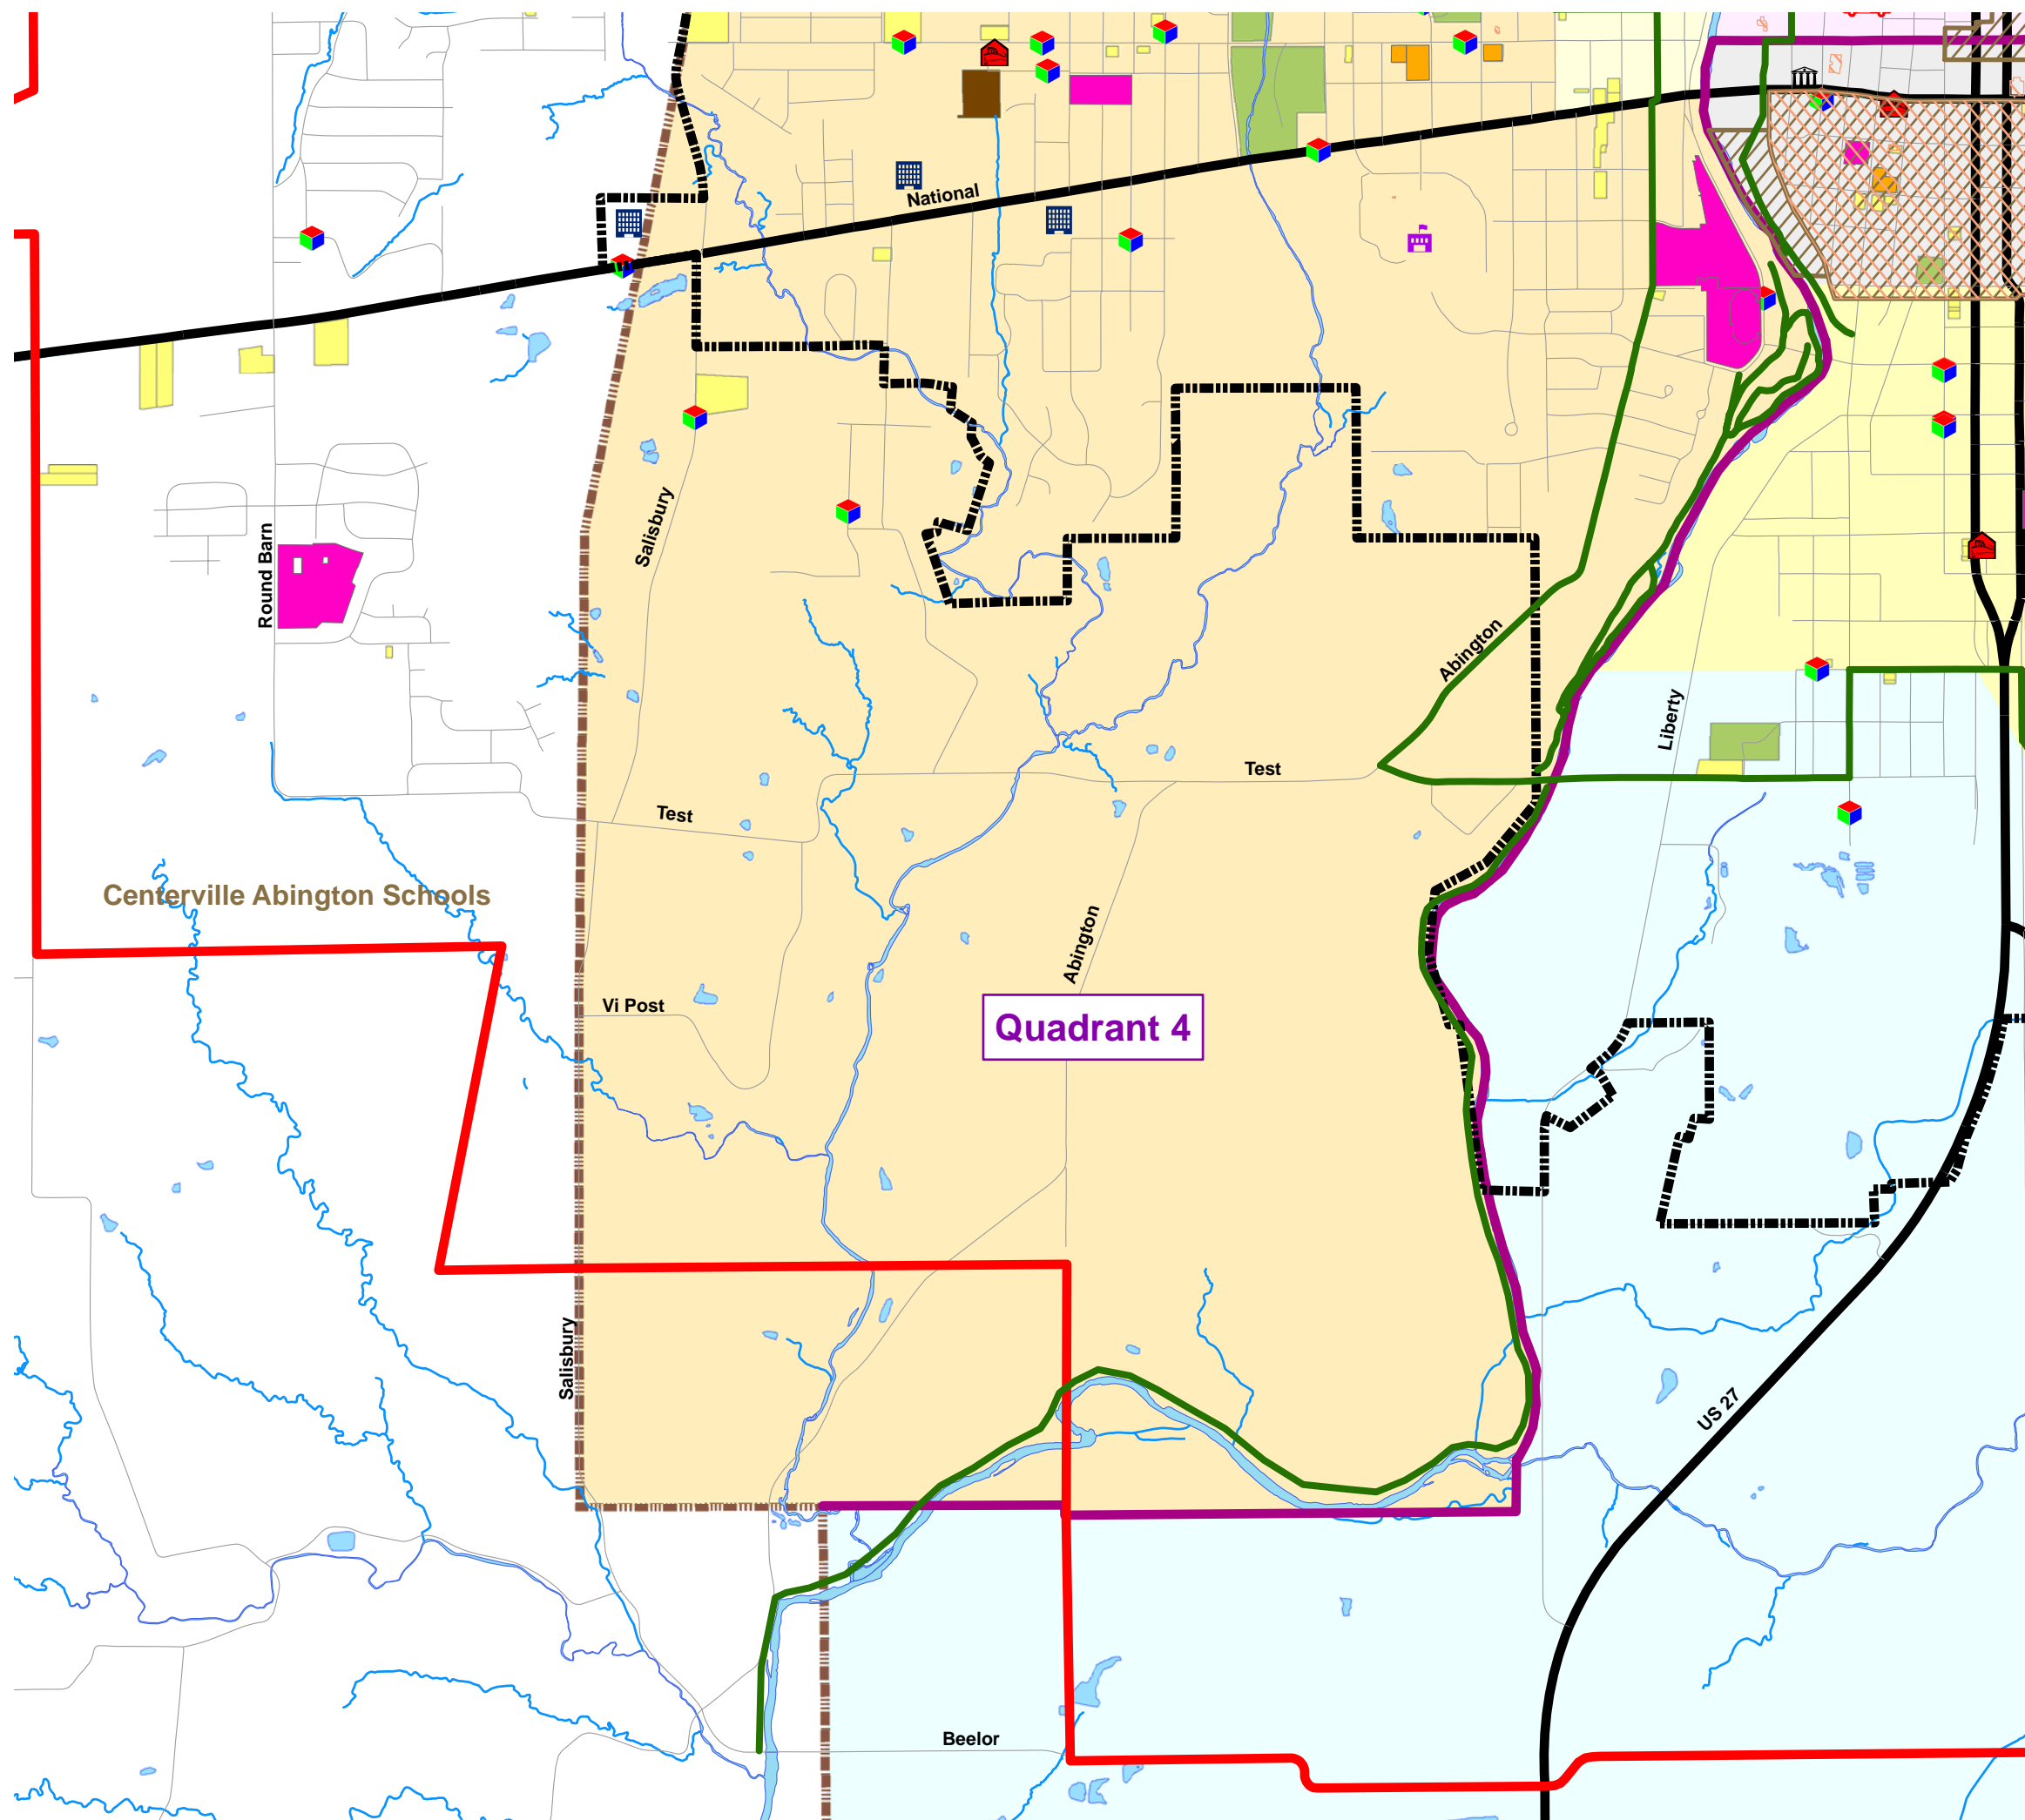 National
Salisbury
Round Barn
Abington
Liberty
Test
Test
Centerville Abington Schools
Abington
Vi Post
Quadrant 4
Salisbury
US 27
Beelor